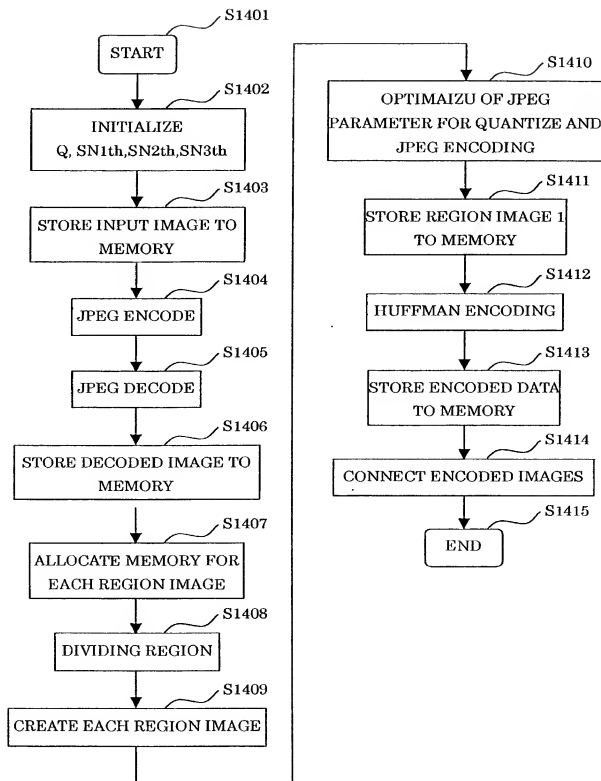 S1401
START
S1402
INITIALIZE
Q, SN1th,SN2th,SN3th
S1403
STORE INPUT IMAGE TO
MEMORY
S1404
JPEG ENCODE
S1405
JPEG DECODE
S1406
STORE DECODED IMAGE TO
MEMORY
S1407
ALLOCATE MEMORY FOR
EACH REGION IMAGE
S1408
DIVIDING REGION
S1409
CREATE EACH REGION IMAGE
S1410
OPTIMAIZU OF JPEG
PARAMETER FOR QUANTIZE AND
JPEG ENCODING
S1411
STORE REGION IMAGE 1
TO MEMORY
S1412
HUFFMAN ENCODING
S1413
STORE ENCODED DATA
TO MEMORY
S1414
CONNECT ENCODED IMAGES
S1415
END